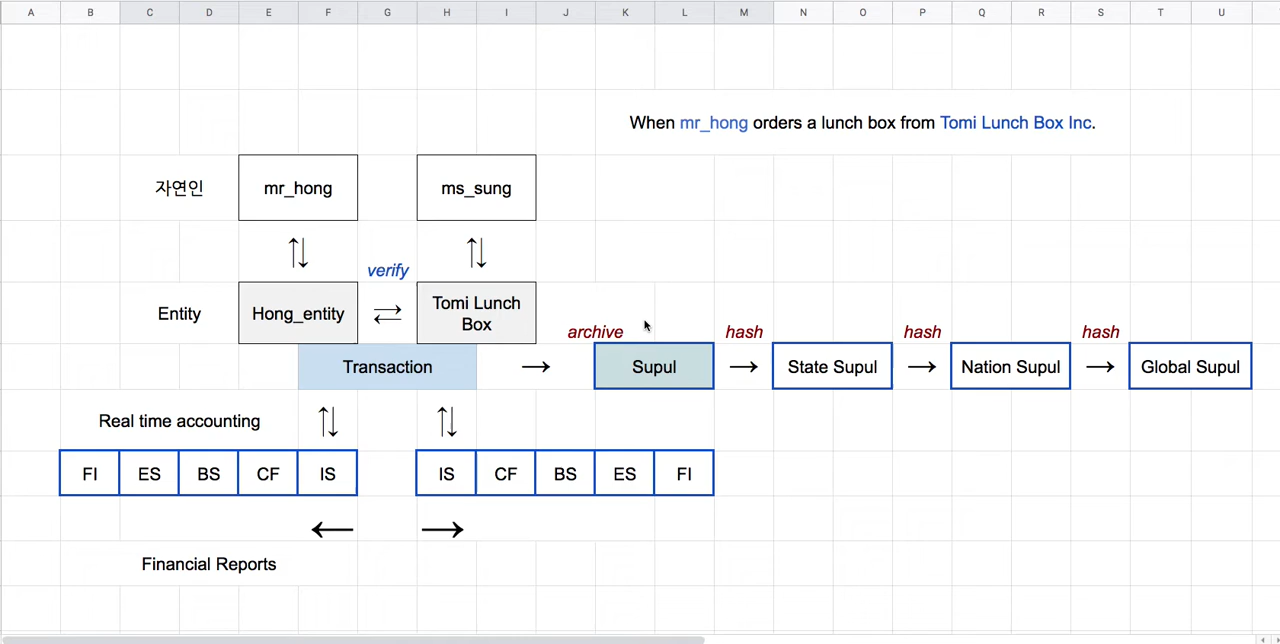 A B C D E F G H I J K L M N O P Q R S T U
When mr_hong orders a lunch box from Tomi Lunch Box Inc.
자연인 mr_hong ms_sung
verify
Entity Hong_entity Tomi Lunch
Box
archive hash hash hash
Transaction Supul State Supul Nation Supul Global Supul
Real time accounting
FI ES BS CF IS IS CF BS ES FI
Financial Reports